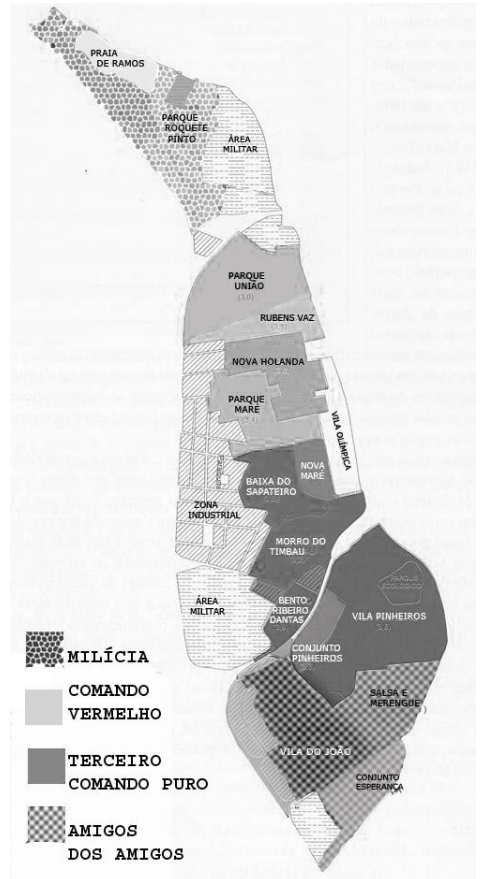 PRAIA
DE RAMOS
PARQUE
ROQUETE
PINTO
ÁREA
MILITAR
PARQUE
UNIÃO
RUBENS VAZ
NOVA HOLANDA
PARQUE
MARÉ
VILA OLÍMPICA
NOVA
MARÉ
BAIXA DO
SAPATEIRO
ZONA
INDUSTRIAL
MORRO DO
TIMBAU
PARQUE
ECOLÓGICO
ÁREA
MILITAR
BENTO
RIBEIRO
DANTAS
VILA PINHEIROS
CONJUNTO
PINHEIROS
SALSA E
MERENGUE
VILA DO JOÃO
CONJUNTO
ESPERANÇA
MILÍCIA
COMANDO
VERMELHO
TERCEIRO
COMANDO PURO
AMIGOS
DOS AMIGOS